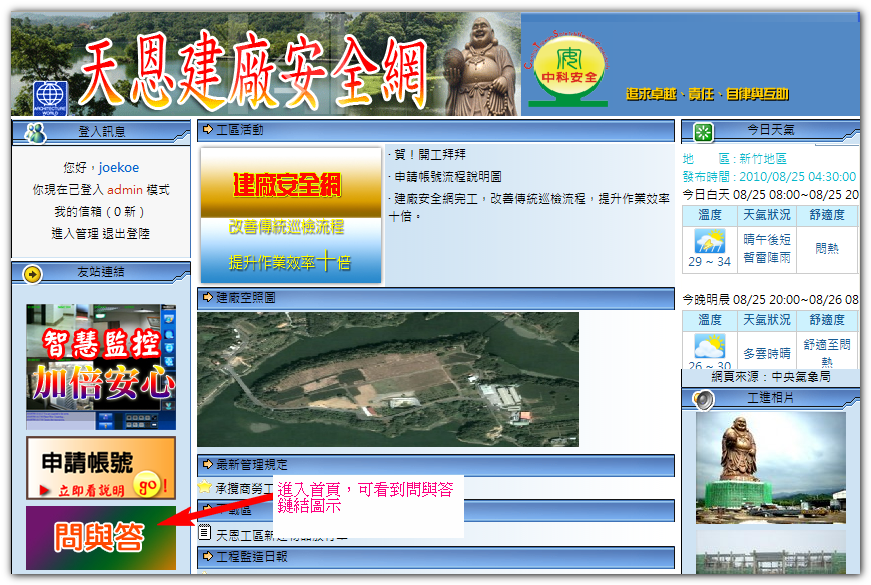 天恩建廠安全網
ARCHITECTURE
WORLD
中科安全
追求卓越、責任、自律與互助
登入訊息
您好，joekoe
你現在已登入 admin 模式
我的信箱 ( 0 新 )
進入管理 退出登陸
友站連結
智慧監控
加倍安心
申請帳號
立即看說明 go!
問與答
工區活動
建廠安全網
改善傳統巡檢流程
提升作業效率十倍
· 賀！開工拜拜
· 申請帳號流程說明圖
· 建廠安全網完工，改善傳統巡檢流程，提升作業效率
十倍。
建廠空照圖
最新管理規定
承攬商勞工
進入首頁，可看到問與答
鏈結圖示
下載區
天恩工區新建
工程監造日報
今日天氣
地 區 : 新竹地區
發布時間 : 2010/08/25 04:30:00
今日白天 08/25 08:00~08/25 20
溫度 天氣狀況 舒適度
29 ~ 34
晴午後短
暫雷陣雨
悶熱
今晚明晨 08/25 20:00~08/26 08
溫度 天氣狀況 舒適度
26 ~ 30
多雲時晴
舒適至悶
熱
網頁來源：中央氣象局
工進相片